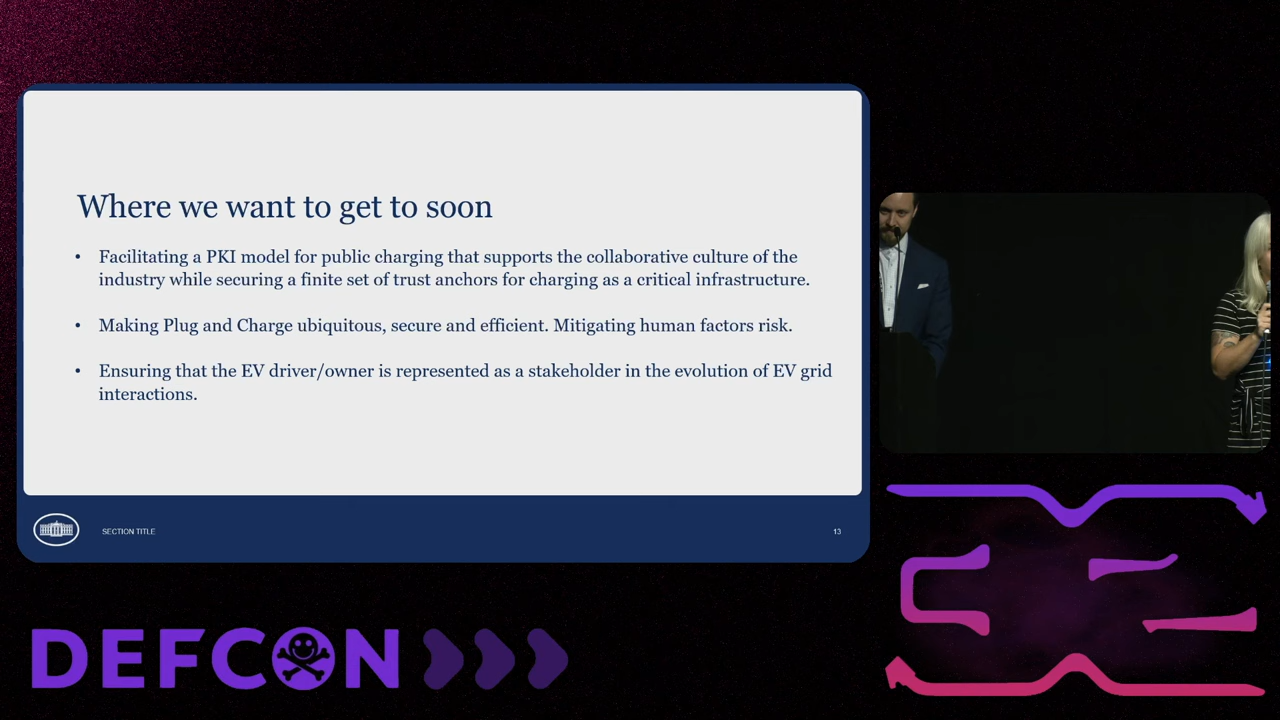 Where we want to get to soon
• Facilitating a PKI model for public charging that supports the collaborative culture of the
industry while securing a finite set of trust anchors for charging as a critical infrastructure.
• Making Plug and Charge ubiquitous, secure and efficient. Mitigating human factors risk.
• Ensuring that the EV driver/owner is represented as a stakeholder in the evolution of EV grid
interactions.
SECTION TITLE
13
DEFCON